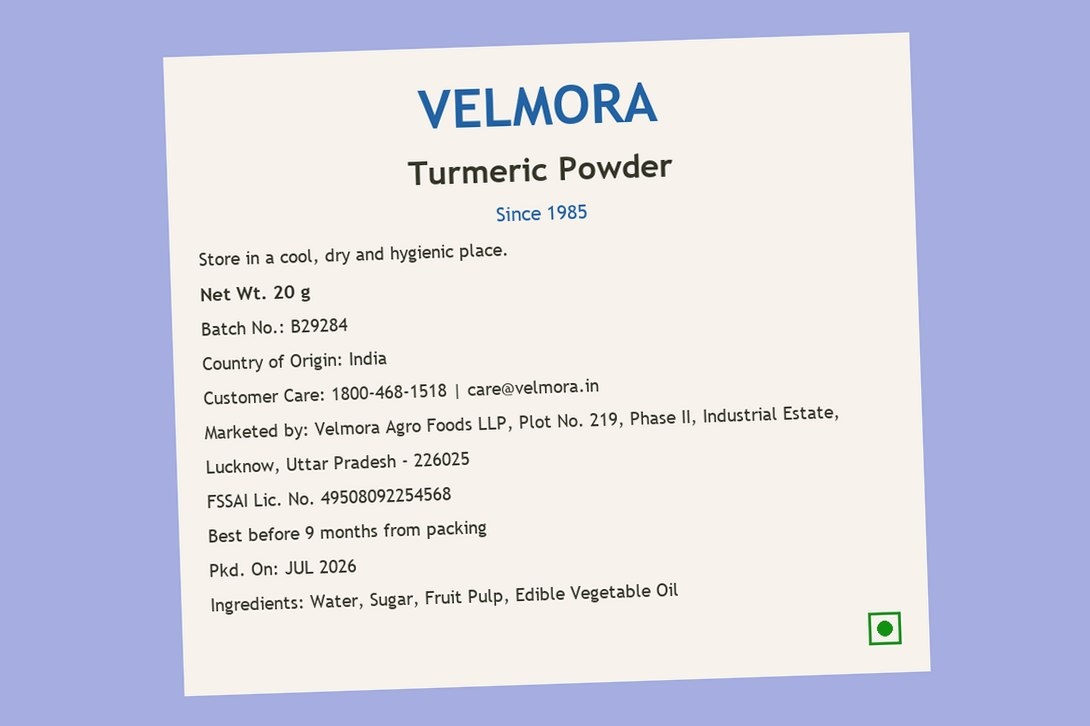 VELMORA
Turmeric Powder
Since 1985
Store in a cool, dry and hygienic place.
Net Wt. 20 g
Batch No.: B29284
Country of Origin: India
Customer Care: 1800-468-1518 | care@velmora.in
Marketed by: Velmora Agro Foods LLP, Plot No. 219, Phase II, Industrial Estate,
Lucknow, Uttar Pradesh - 226025
FSSAI Lic. No. 49508092254568
Best before 9 months from packing
Pkd. On: JUL 2026
Ingredients: Water, Sugar, Fruit Pulp, Edible Vegetable Oil